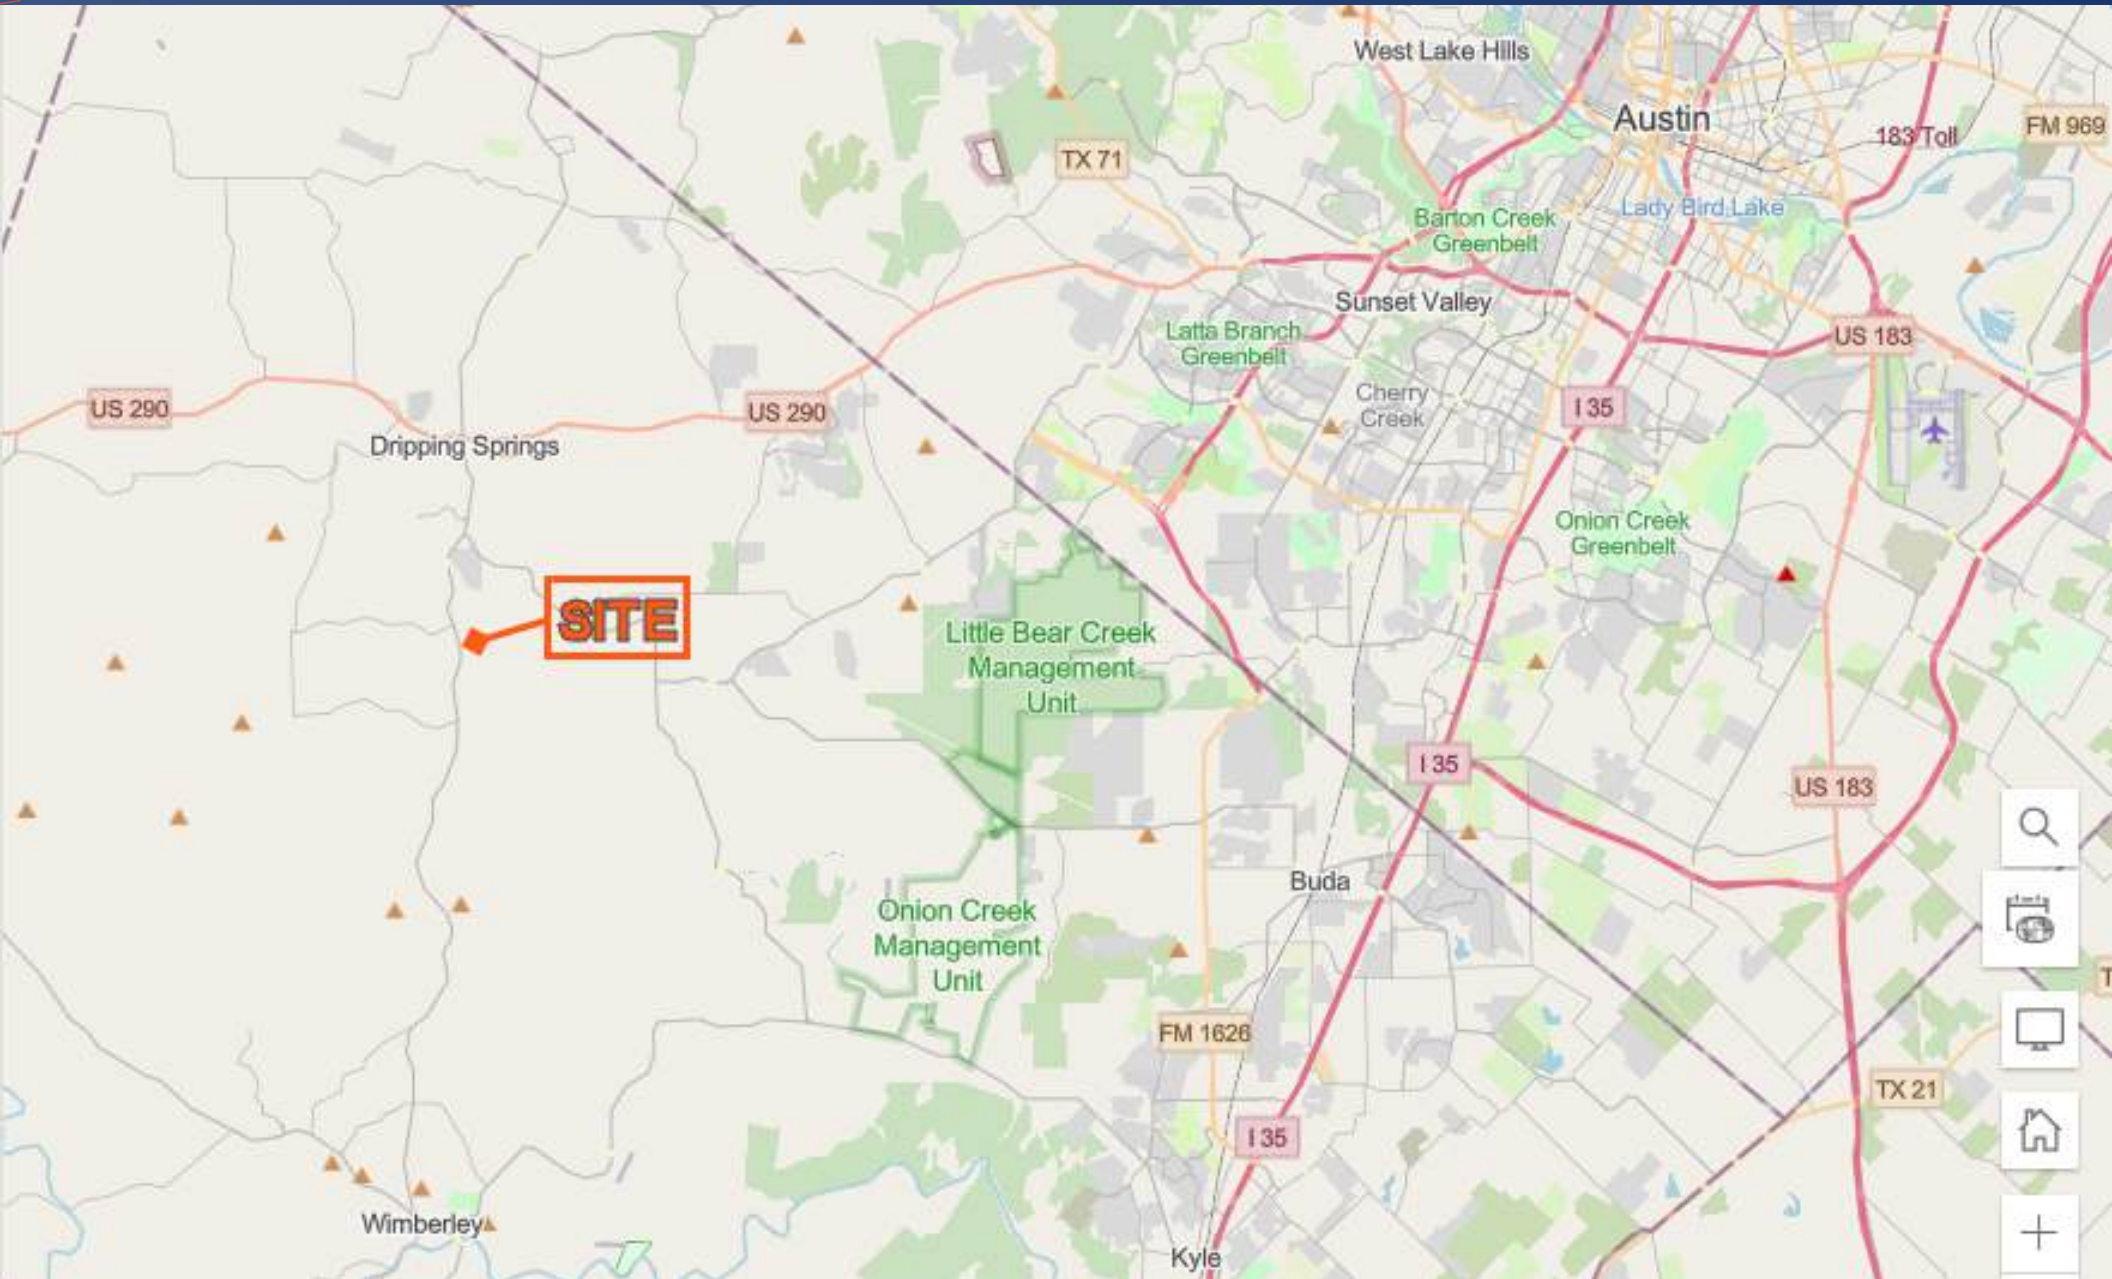 West Lake Hills
Austin
FM 969
183 Toll
TX 71
Lady Bird Lake
Barton Creek
Greenbelt
Sunset Valley
Latta Branch
Greenbelt
US 183
Cherry
Creek
I 35
US 290
US 290
Dripping Springs
Onion Creek
Greenbelt
SITE
Little Bear Creek
Management
Unit
I 35
US 183
Buda
Onion Creek
Management
Unit
FM 1626
TX 21
I 35
Wimberley
Kyle